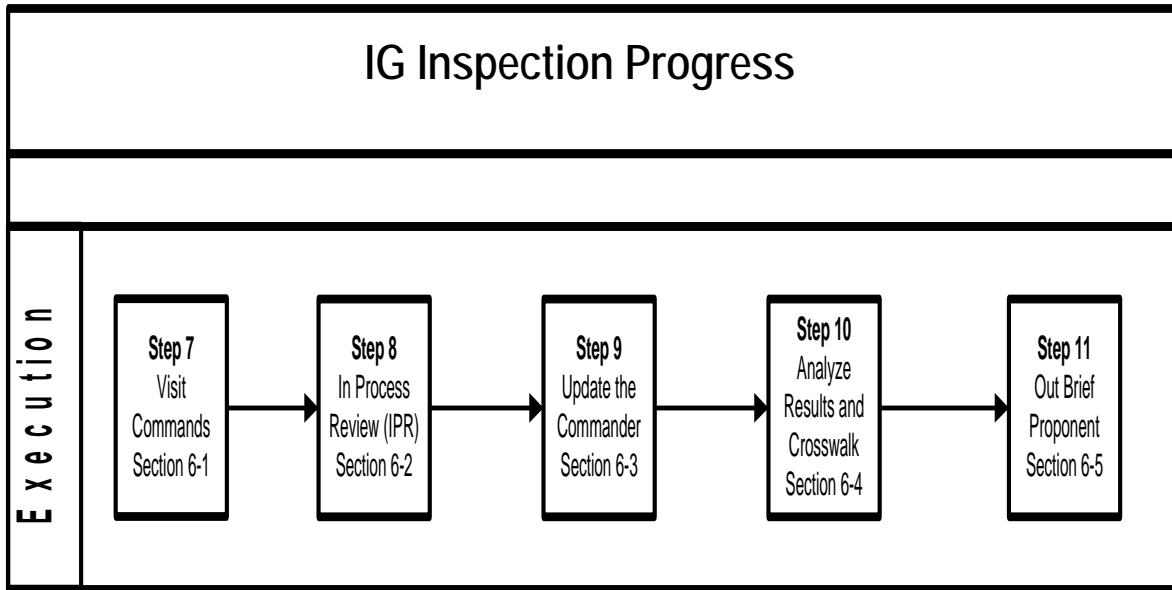 IG Inspection Progress
Execution
Step 7
Visit
Commands
Section 6-1
Step 8
In Process
Review (IPR)
Section 6-2
Step 9
Update the
Commander
Section 6-3
Step 10
Analyze
Results and
Crosswalk
Section 6-4
Step 11
Out Brief
Proponent
Section 6-5